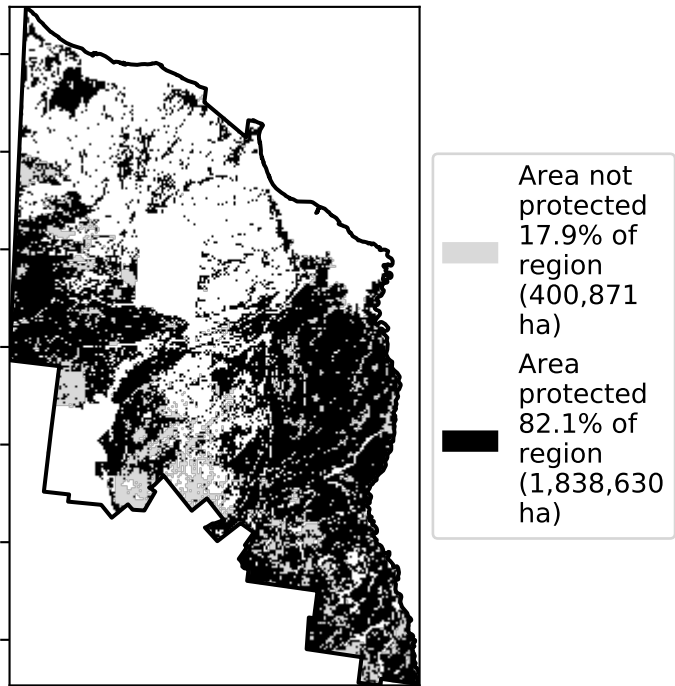 Area not
protected
17.9% of
region
(400,871
ha)
Area
protected
82.1% of
region
(1,838,630
ha)